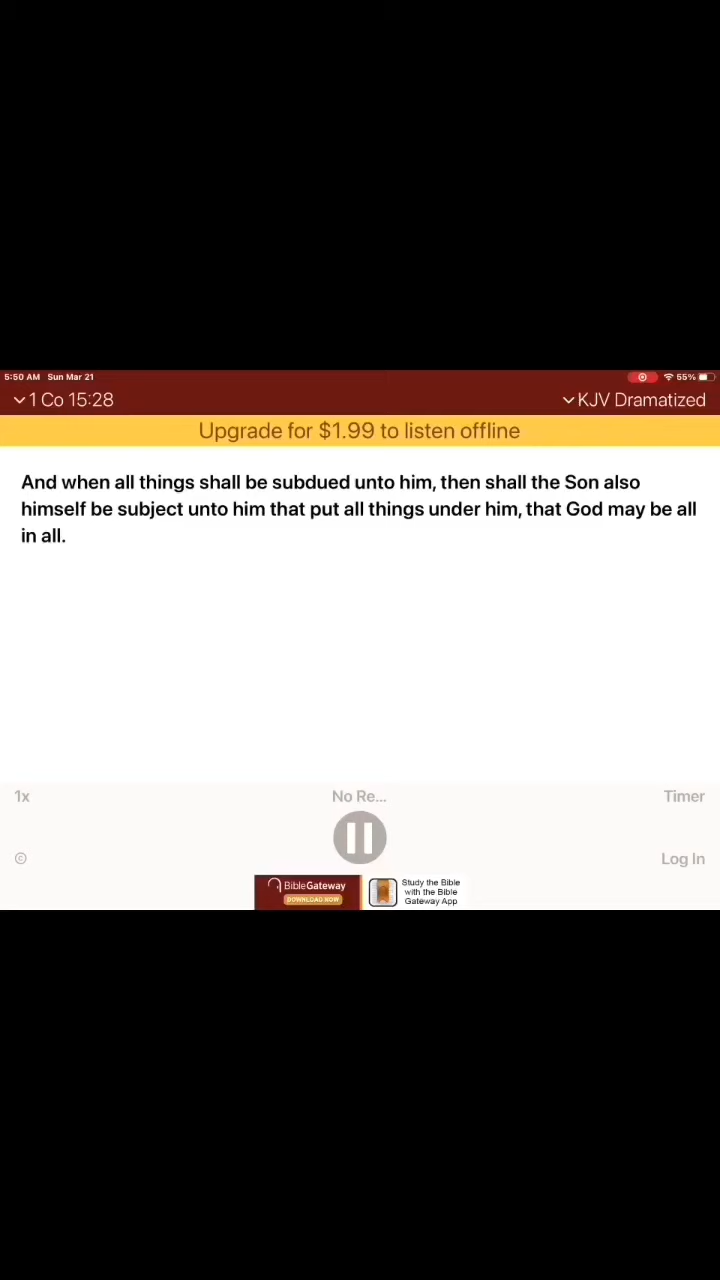 5:50 AM Sun Mar 21 55%
1 Co 15:28 KJV Dramatized
Upgrade for $1.99 to listen offline
And when all things shall be subdued unto him, then shall the Son also
himself be subject unto him that put all things under him, that God may be all
in all.
1x No Re... Timer
© Log In
BibleGateway
DOWNLOAD NOW
Study the Bible
with the Bible
Gateway App